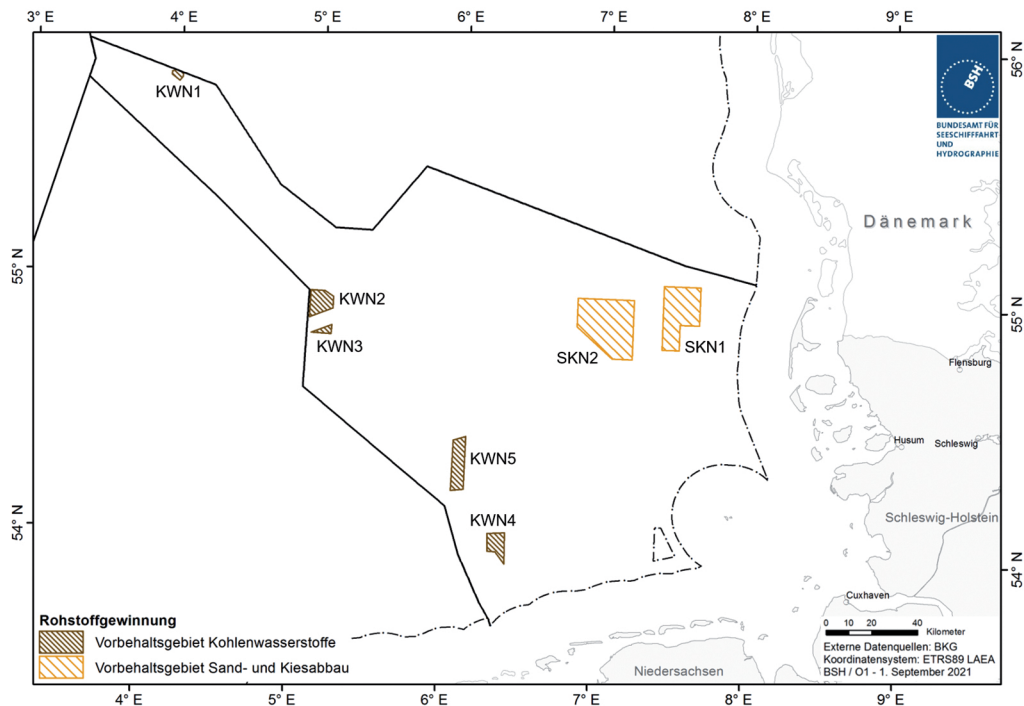 3° E 4° E 5° E 6° E 7° E 8° E 9° E
56° N
BSH
BUNDESAMT FÜR
SEESCHIFFFAHRT
UND
HYDROGRAPHIE
KWN1
Dänemark
55° N
KWN2
KWN3
55° N
SKN2
SKN1
Flensburg
Husum
Schleswig
KWN5
KWN4
54° N
Schleswig-Holstein
54° N
Cuxhaven
Rohstoffgewinnung
Vorbehaltsgebiet Kohlenwasserstoffe
Vorbehaltsgebiet Sand- und Kiesabbau
Niedersachsen
0 10 20 40 Kilometer
Externe Datenquellen: BKG
Koordinatensystem: ETRS89 LAEA
BSH / O1 - 1. September 2021
4° E 5° E 6° E 7° E 8° E 9° E